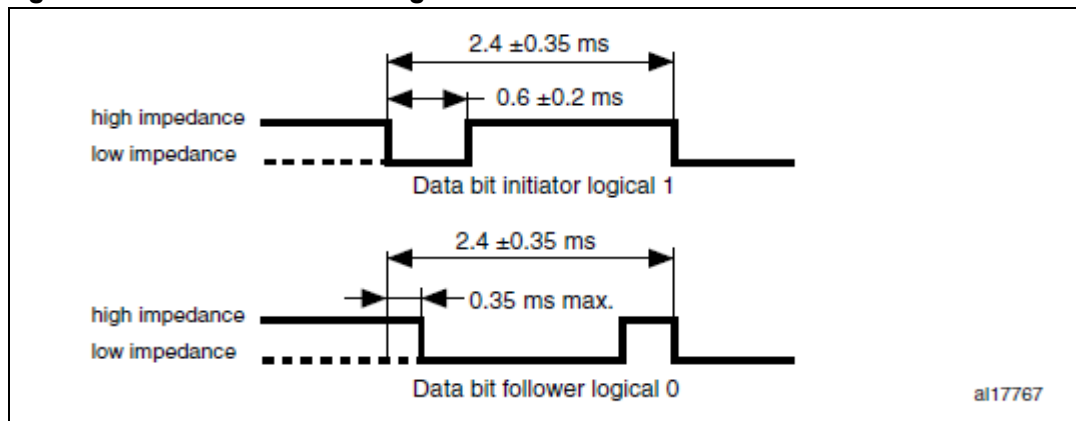 2.4 ±0.35 ms
0.6 ±0.2 ms
high impedance
low impedance
Data bit initiator logical 1
2.4 ±0.35 ms
0.35 ms max.
high impedance
low impedance
Data bit follower logical 0
ai17767